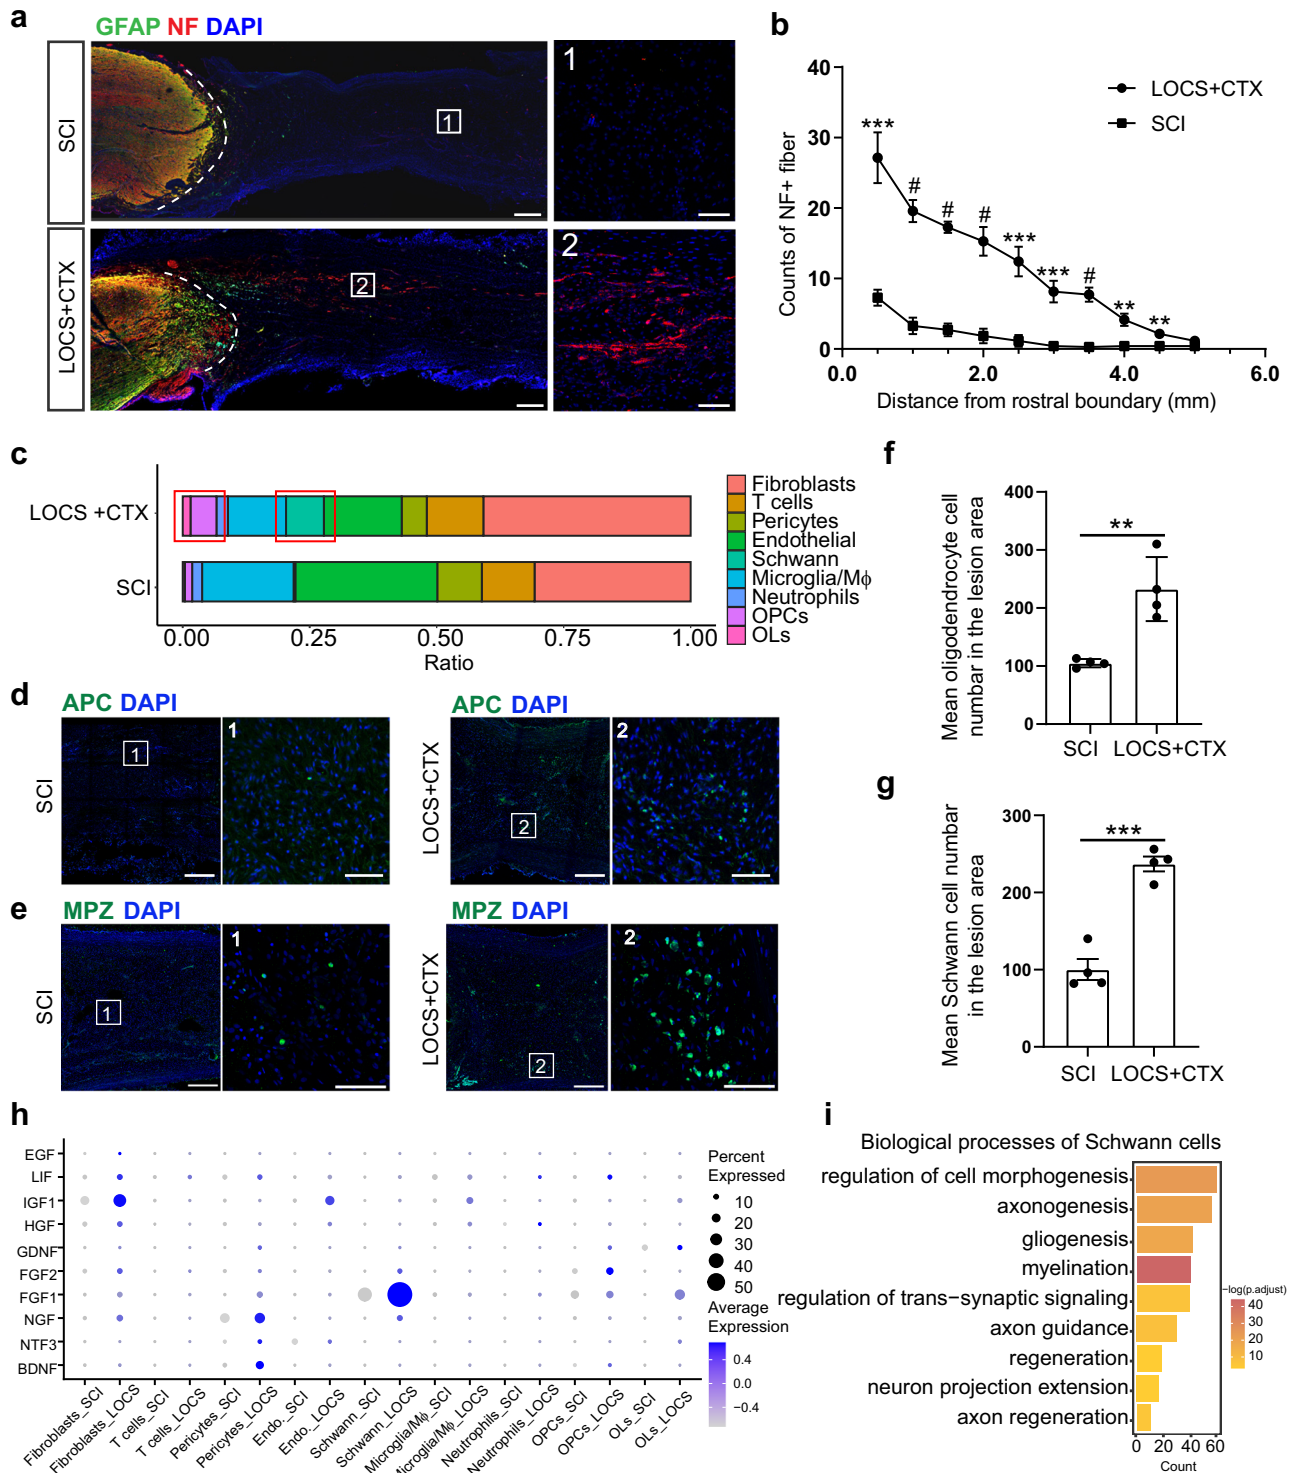 a
GFAP NF DAPI
SCI
1
1
LOCS+CTX
2
2
b
40
30
20
10
0
Counts of NF+ fiber
LOCS+CTX
SCI
***
#
#
#
***
***
#
**
**
0.0
2.0
4.0
6.0
Distance from rostral boundary (mm)
c
LOCS +CTX
SCI
0.00
0.25
0.50
0.75
1.00
Ratio
Fibroblasts
T cells
Pericytes
Endothelial
Schwann
Microglia/Mϕ
Neutrophils
OPCs
OLs
d
APC DAPI
SCI
1
1
APC DAPI
LOCS+CTX
2
2
e
MPZ DAPI
SCI
1
1
MPZ DAPI
LOCS+CTX
2
2
f
Mean oligodendrocyte cell
numbar in the lesion area
400
300
200
100
0
**
SCI
LOCS+CTX
g
Mean Schwann cell numbar
in the lesion area
300
200
100
0
***
SCI
LOCS+CTX
h
EGF
LIF
IGF1
HGF
GDNF
FGF2
FGF1
NGF
NTF3
BDNF
Fibroblasts_SCI
Fibroblasts_LOCS
T cells_SCI
T cells_LOCS
Pericytes_SCI
Pericytes_LOCS
Endo._SCI
Endo._LOCS
Schwann_SCI
Schwann_LOCS
Microglia/Mϕ_SCI
Microglia/Mϕ_LOCS
Neutrophils_SCI
Neutrophils_LOCS
OPCs_SCI
OPCs_LOCS
OLs_SCI
OLs_LOCS
Percent
Expressed
10
20
30
40
50
Average
Expression
0.4
0.0
−0.4
i
Biological processes of Schwann cells
regulation of cell morphogenesis
axonogenesis
gliogenesis
myelination
regulation of trans−synaptic signaling
axon guidance
regeneration
neuron projection extension
axon regeneration
0
20
40
60
Count
−log(p.adjust)
40
30
20
10